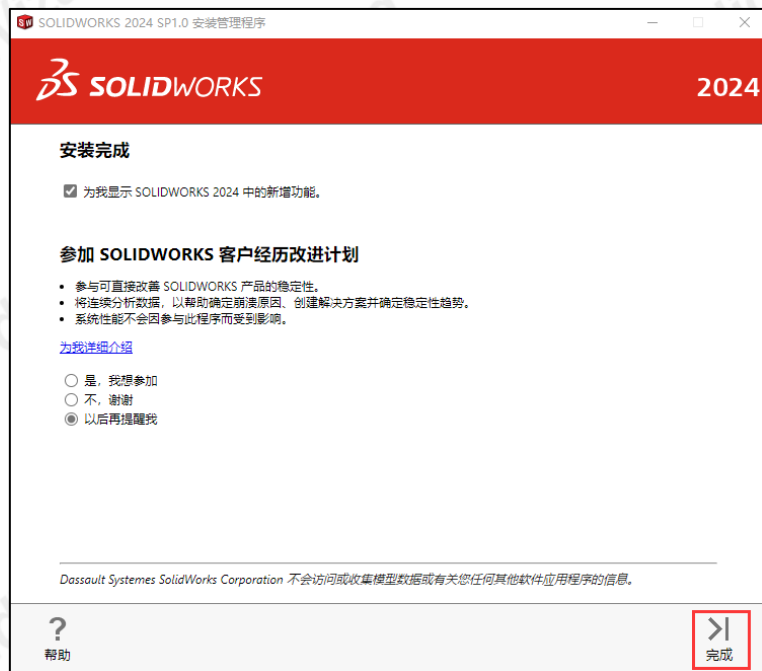 SOLIDWORKS 2024 SP1.0 安装管理程序
SOLIDWORKS
2024
安装完成
为我显示 SOLIDWORKS 2024 中的新增功能。
参加 SOLIDWORKS 客户经历改进计划
• 参与可直接改善 SOLIDWORKS 产品的稳定性。
• 将连续分析数据，以帮助确定崩溃原因、创建解决方案并确定稳定性趋势。
• 系统性能不会因参与此程序而受到影响。
为我详细介绍
是，我想参加
不，谢谢
以后再提醒我
Dassault Systemes SolidWorks Corporation 不会访问或收集模型数据或有关您任何其他软件应用程序的信息。
?
帮助
完成